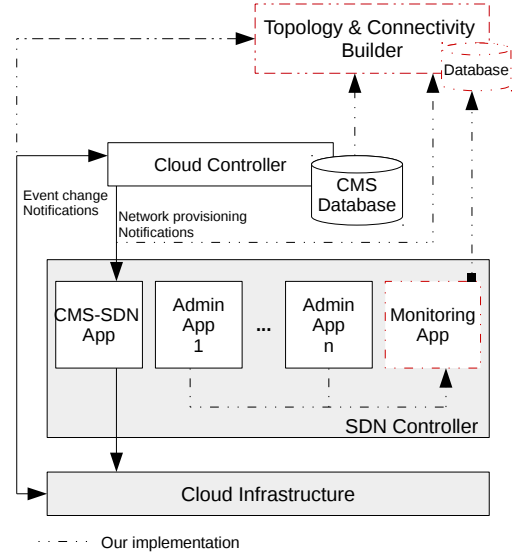 Topology & Connectivity
Builder
Database
Cloud Controller
CMS
Database
Event change
Notifications
Network provisioning
Notifications
CMS-SDN
App
Admin
App
1
...
Admin
App
n
Monitoring
App
SDN Controller
Cloud Infrastructure
Our implementation